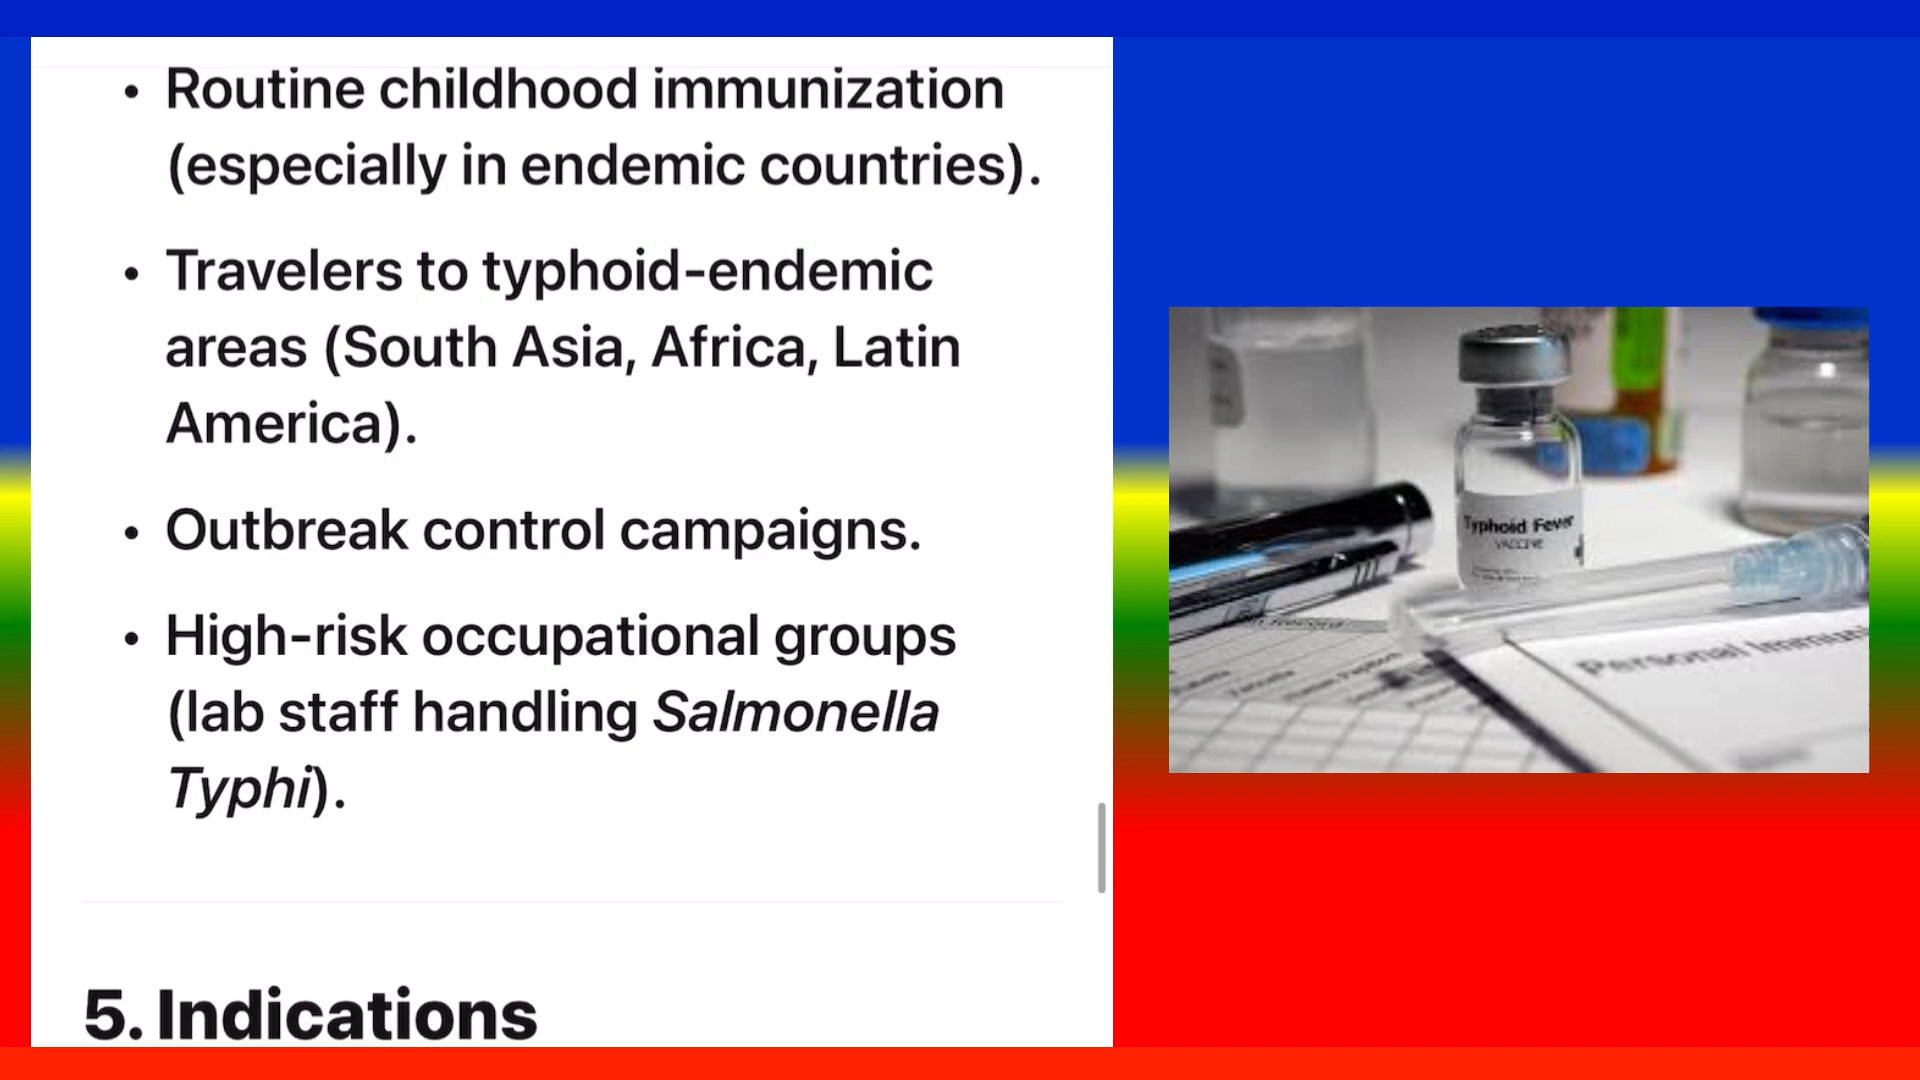 • Routine childhood immunization
(especially in endemic countries).
• Travelers to typhoid-endemic
areas (South Asia, Africa, Latin
America).
• Outbreak control campaigns.
• High-risk occupational groups
(lab staff handling Salmonella
Typhi).
5. Indications
Typhoid Fever
VACCINE
Personal